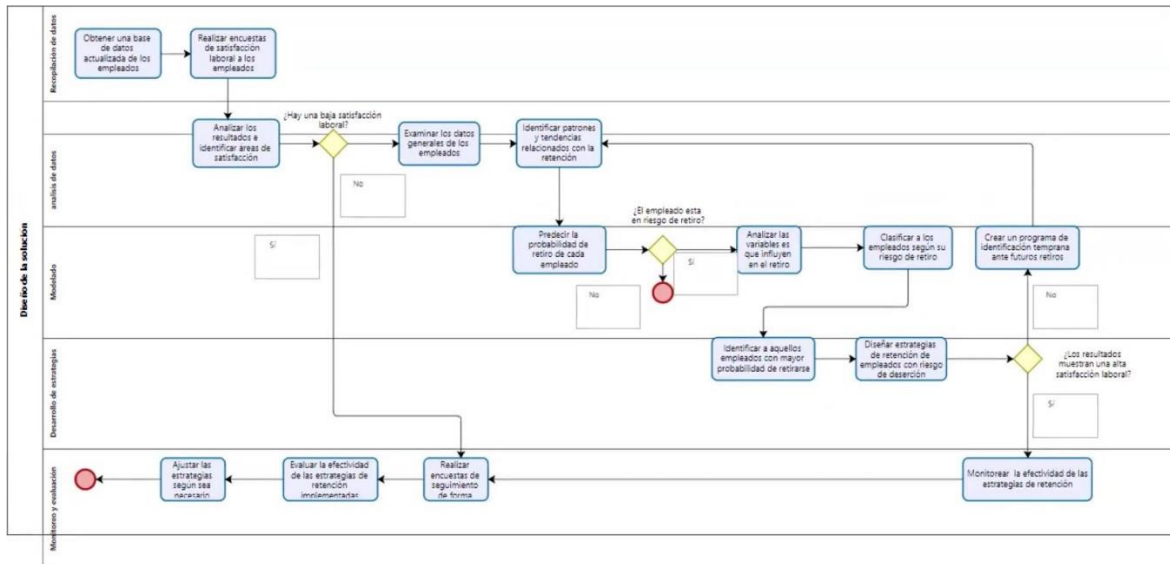 Diseño de la solucion
Recopilación de datos
Obtener una base
de datos
actualizada de los
empleados
Realizar encuestas
de satisfacción
laboral a los
empleados
analisis de datos
Analizar los
resultados e
identificar áreas de
satisfacción
¿Hay una baja satisfacción
laboral?
No
Sí
Examinar los datos
generales de los
empleados
Identificar patrones
y tendencias
relacionados con la
retención
Modelado
Predecir la
probabilidad de
retiro de cada
empleado
¿El empleado esta
en riesgo de retiro?
No
Sí
Analizar las
variables es
que influyen
en el retiro
Clasificar a los
empleados según su
riesgo de retiro
Crear un programa de
identificación temprana
ante futuros retiros
No
Desarrollo de estrategias
Identificar a aquellos
empleados con mayor
probabilidad de retirarse
Diseñar estrategias
de retención de
empleados con riesgo
de deserción
¿Los resultados
muestran una alta
satisfacción laboral?
Sí
Monitoreo y evaluación
Ajustar las
estrategias
según sea
necesario
Evaluar la efectividad
de las estrategias de
retención
implementadas
Realizar
encuestas de
seguimiento
de forma
Monitorear la efectividad de las
estrategias de retención